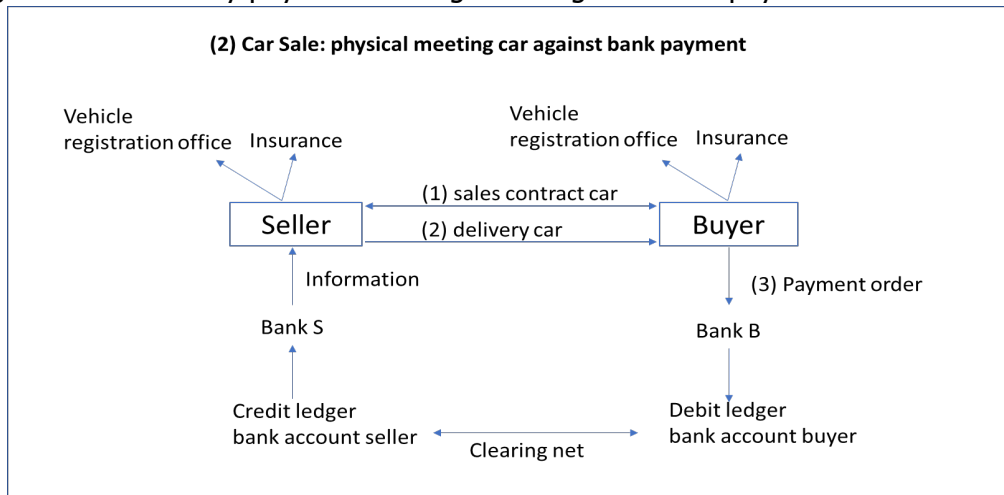 (2) Car Sale: physical meeting car against bank payment
Vehicle
registration office
Insurance
Vehicle
registration office
Insurance
(1) sales contract car
Seller
(2) delivery car
Buyer
Information
(3) Payment order
Bank S
Bank B
Credit ledger
bank account seller
Debit ledger
bank account buyer
Clearing net